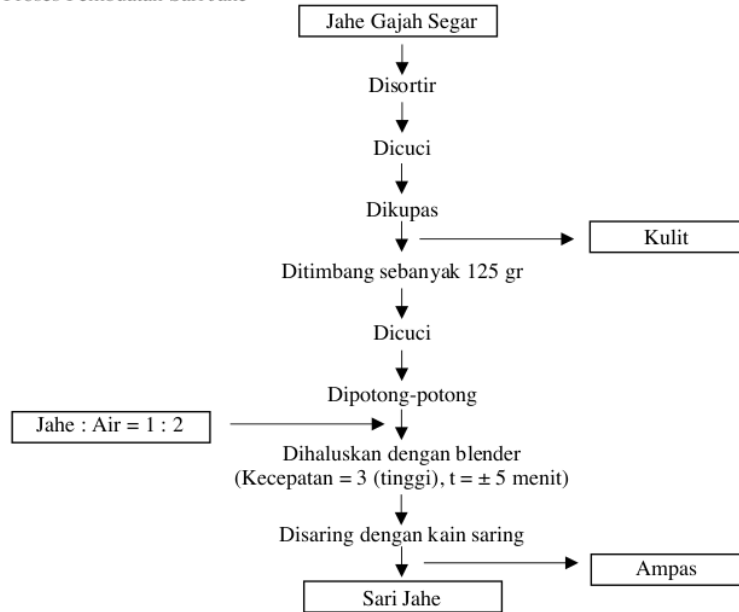 Jahe Gajah Segar
Disortir
Dicuci
Dikupas
Kulit
Ditimbang sebanyak 125 gr
Dicuci
Dipotong-potong
Jahe : Air = 1 : 2
Dihaluskan dengan blender
(Kecepatan = 3 (tinggi), t = ± 5 menit)
Disaring dengan kain saring
Ampas
Sari Jahe